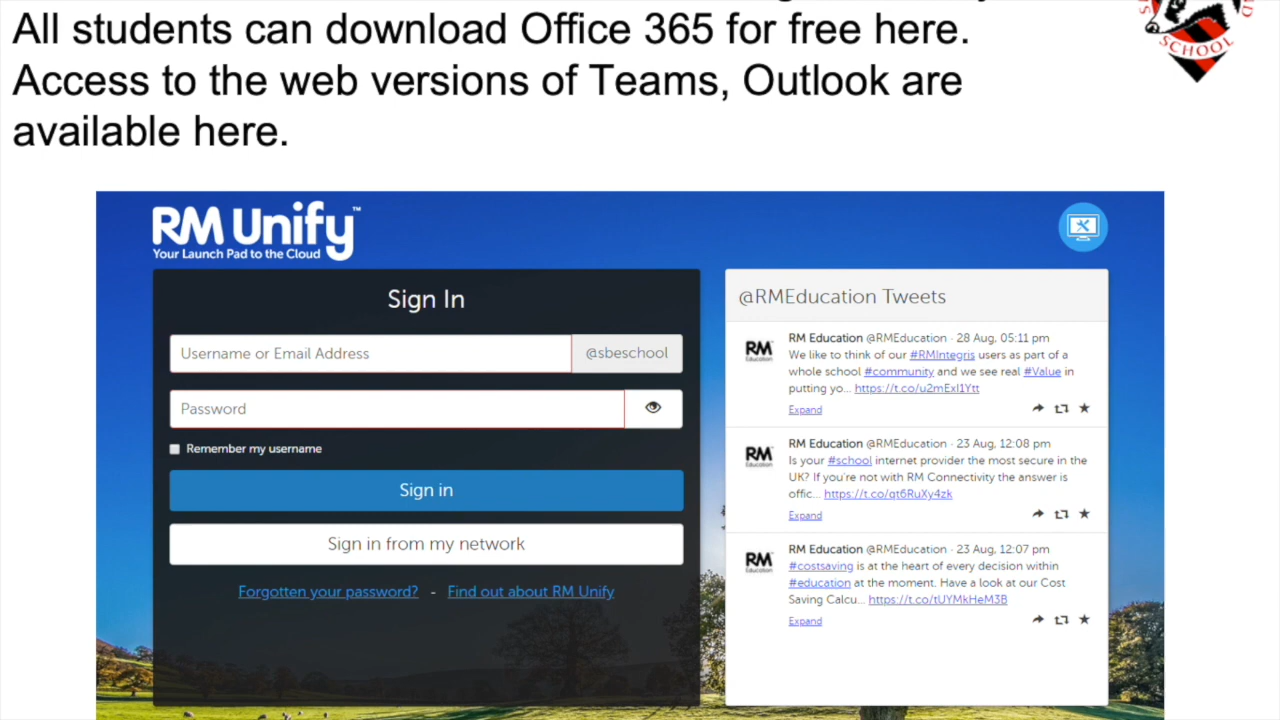 All students can download Office 365 for free here.
Access to the web versions of Teams, Outlook are
available here.
SCHOOL
RM Unify™
Your Launch Pad to the Cloud
Sign In
Username or Email Address
@sbeschool
Password
Remember my username
Sign in
Sign in from my network
Forgotten your password? - Find out about RM Unify
@RMEducation Tweets
RM Education
RM Education @RMEducation · 28 Aug, 05:11 pm
We like to think of our #RMIntegris users as part of a
whole school #community and we see real #Value in
putting yo... https://t.co/u2mExI1Ytt
Expand
RM Education
RM Education @RMEducation · 23 Aug, 12:08 pm
Is your #school internet provider the most secure in the
UK? If you're not with RM Connectivity the answer is
offic... https://t.co/qt6RuXy4zk
Expand
RM Education
RM Education @RMEducation · 23 Aug, 12:07 pm
#costsaving is at the heart of every decision within
#education at the moment. Have a look at our Cost
Saving Calcu... https://t.co/tUYMkHeM3B
Expand